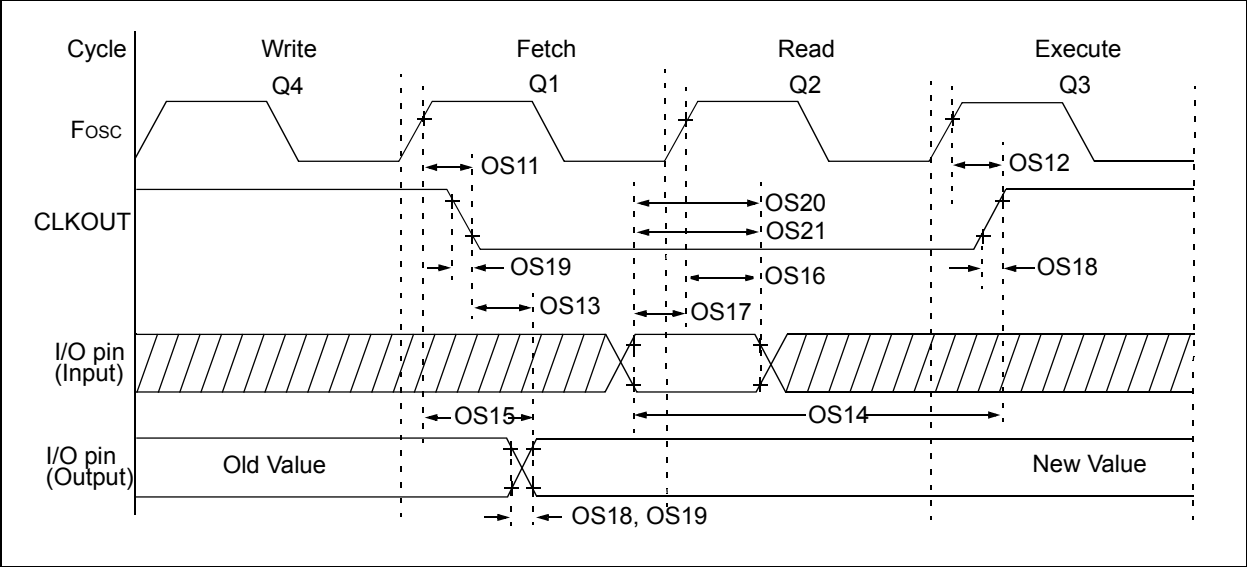 Cycle Write Fetch Read Execute
Q4 Q1 Q2 Q3
Fosc
OS11 OS12
CLKOUT
OS20
OS21
OS19 OS16 OS18
OS13 OS17
I/O pin
(Input)
OS15 OS14
I/O pin
(Output)
Old Value New Value
OS18, OS19